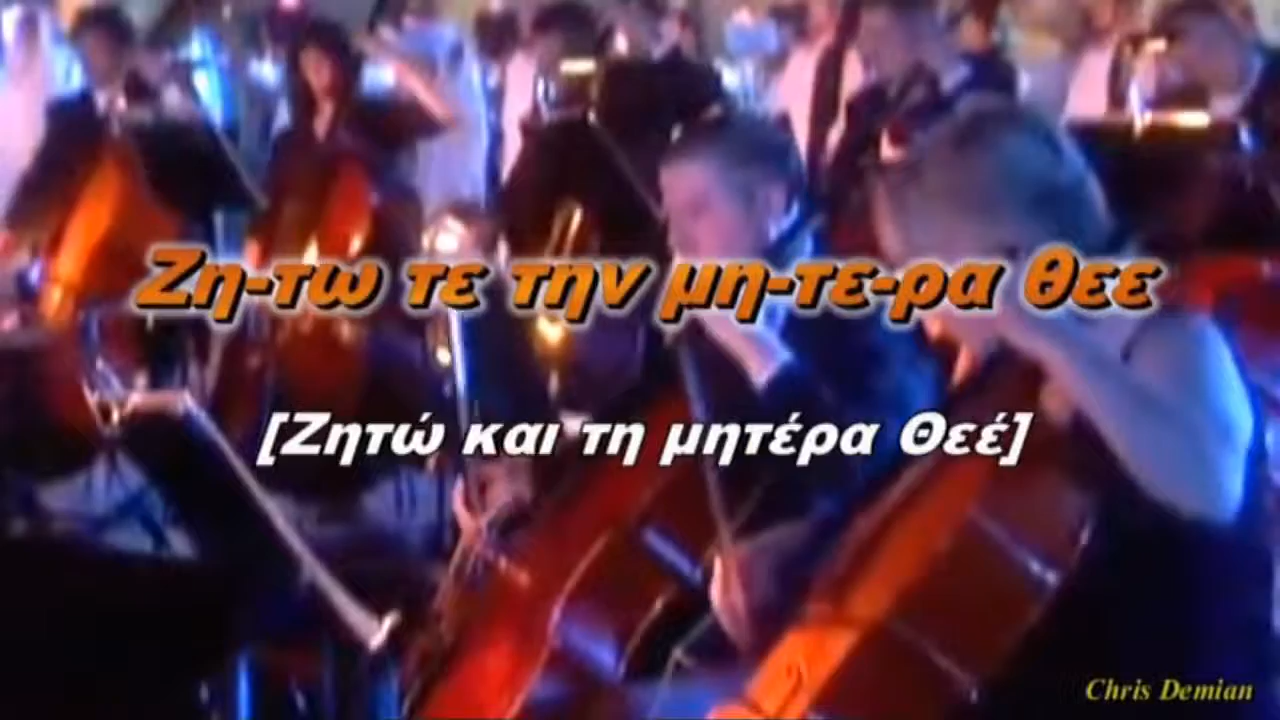 Ζη-τω τε την μη-τε-ρα θεε
[Ζητώ και τη μητέρα Θεέ]
Chris Demian